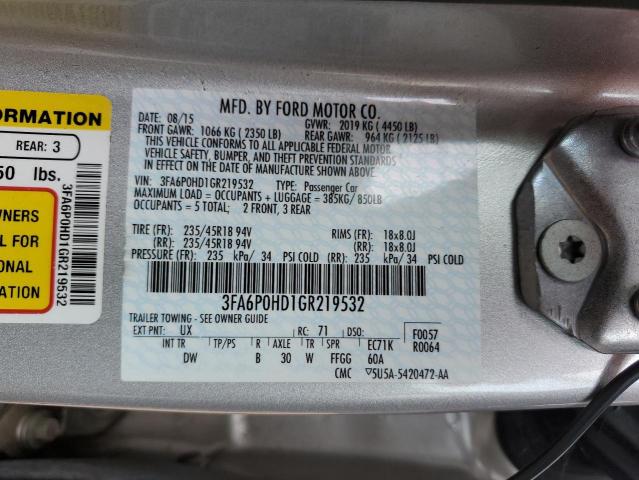 ORMATION
REAR: 3
50 lbs.
WNERS
L FOR
ONAL
ON
3FA6P0HD1GR219532
MFD. BY FORD MOTOR CO.
DATE: 08/15 GVWR: 2019 KG ( 4450 LB)
FRONT GAWR: 1066 KG ( 2350 LB) REAR GAWR: 964 KG ( 2125 LB)
THIS VEHICLE CONFORMS TO ALL APPLICABLE FEDERAL MOTOR
VEHICLE SAFETY, BUMPER, AND THEFT PREVENTION STANDARDS
IN EFFECT ON THE DATE OF MANUFACTURE SHOWN ABOVE.
VIN: 3FA6P0HD1GR219532 TYPE: Passenger Car
MAXIMUM LOAD = OCCUPANTS + LUGGAGE = 385KG/ 850LB
OCCUPANTS = 5 TOTAL; 2 FRONT, 3 REAR
TIRE (FR): 235/45R18 94V RIMS (FR): 18x8.0J
(RR): 235/45R18 94V (RR): 18x8.0J
PRESSURE (FR): 235 kPa/ 34 PSI COLD (RR): 235 kPa/ 34 PSI COLD
3FA6P0HD1GR219532
TRAILER TOWING - SEE OWNER GUIDE
EXT PNT: UX RC: 71 DSO: F0057
INT TR TP/PS R AXLE TR SPR EC71K R0064
DW B 30 W FFGG 60A
CMC ▽5U5A-5420472-AA